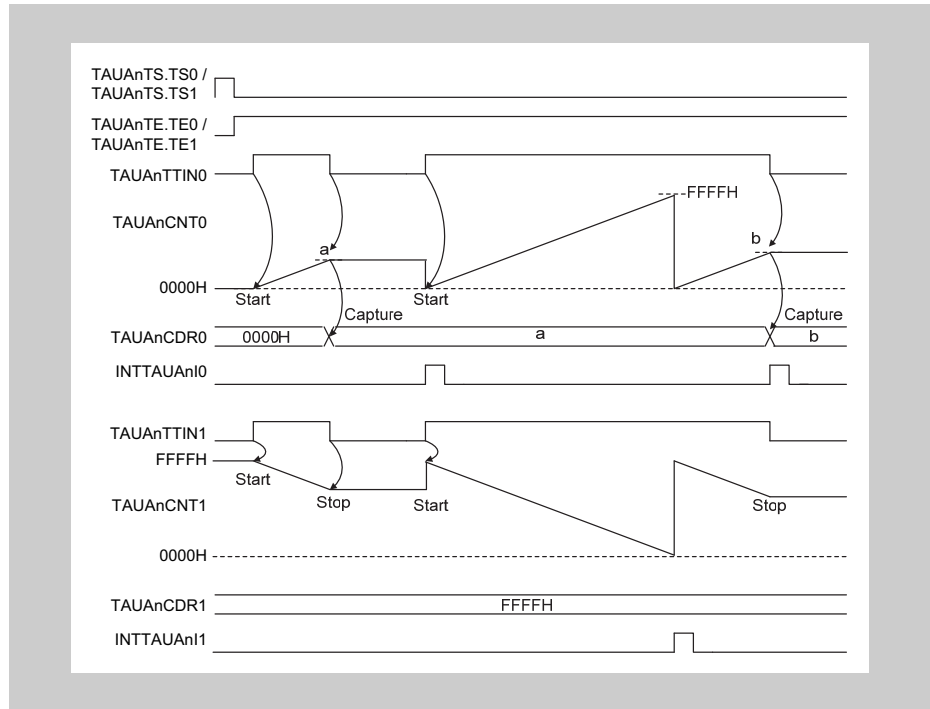 TAUAnTS.TS0 /
TAUAnTS.TS1
TAUAnTE.TE0 /
TAUAnTE.TE1
TAUAnTTIN0
FFFFH
TAUAnCNT0
b
a
0000H
Start
Start
Capture
Capture
TAUAnCDR0
0000H
a
b
INTTAUAnI0
TAUAnTTIN1
FFFFH
Start
TAUAnCNT1
Stop
Start
Stop
0000H
TAUAnCDR1
FFFFH
INTTAUAnI1